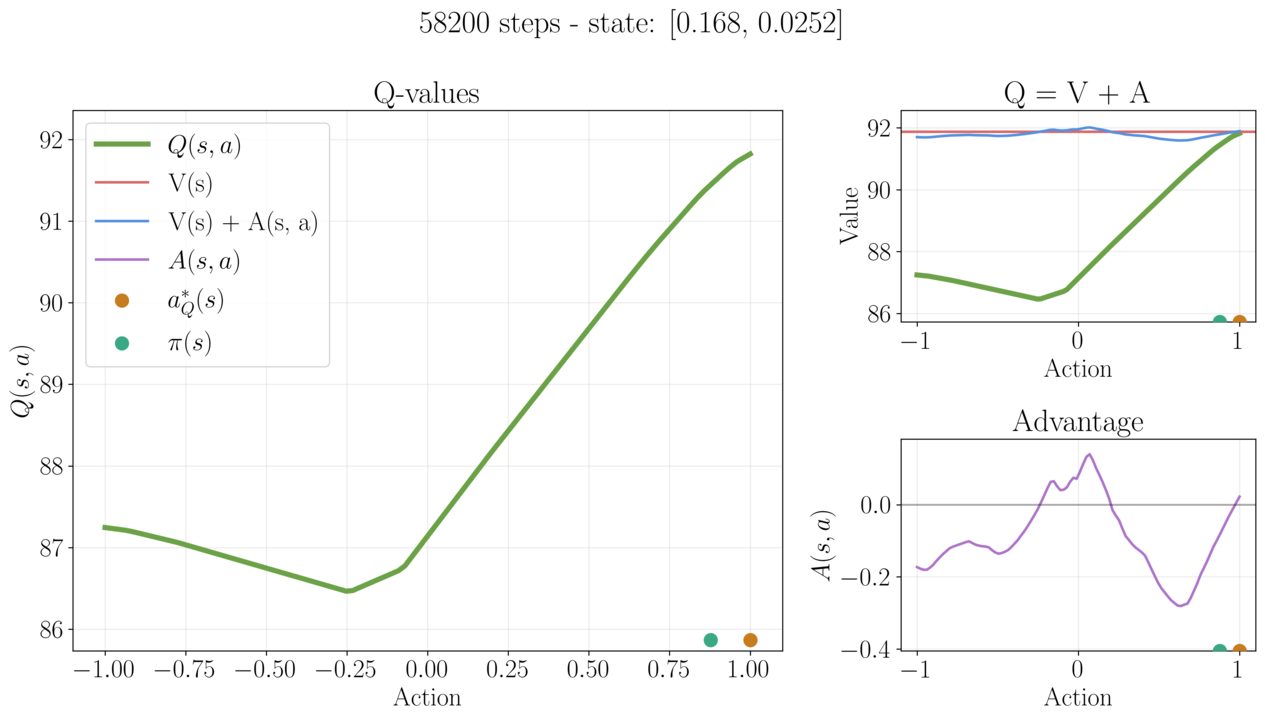 58200 steps - state: [0.168, 0.0252]
Q-values
Q(s, a)
V(s)
V(s) + A(s, a)
A(s, a)
a*Q(s)
π(s)
92
91
90
89
88
87
86
Q(s, a)
−1.00 −0.75 −0.50 −0.25 0.00 0.25 0.50 0.75 1.00
Action
Q = V + A
92
90
88
86
Value
−1 0 1
Action
Advantage
0.0
−0.2
−0.4
A(s, a)
−1 0 1
Action